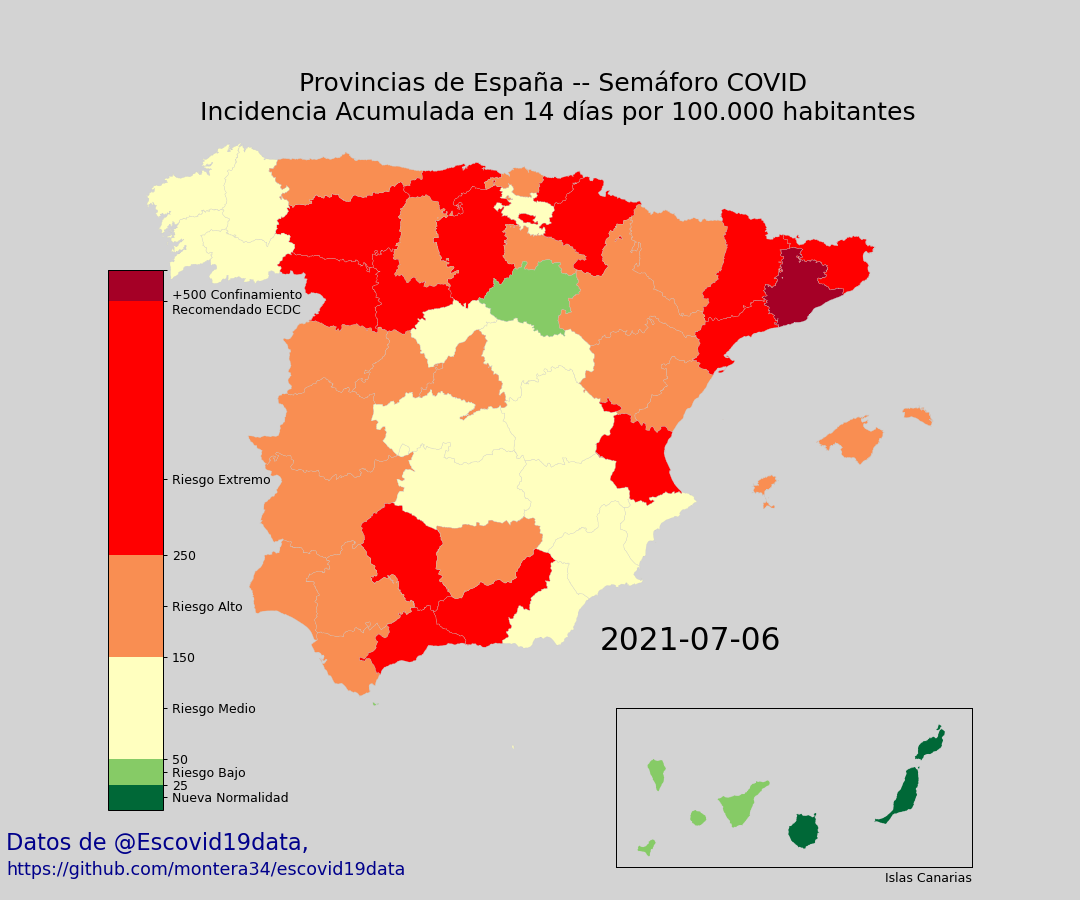 Provincias de España -- Semáforo COVID
Incidencia Acumulada en 14 días por 100.000 habitantes
+500 Confinamiento
Recomendado ECDC
Riesgo Extremo
250
Riesgo Alto
150
Riesgo Medio
50
Riesgo Bajo
25
Nueva Normalidad
2021-07-06
Islas Canarias
Datos de @Escovid19data,
https://github.com/montera34/escovid19data